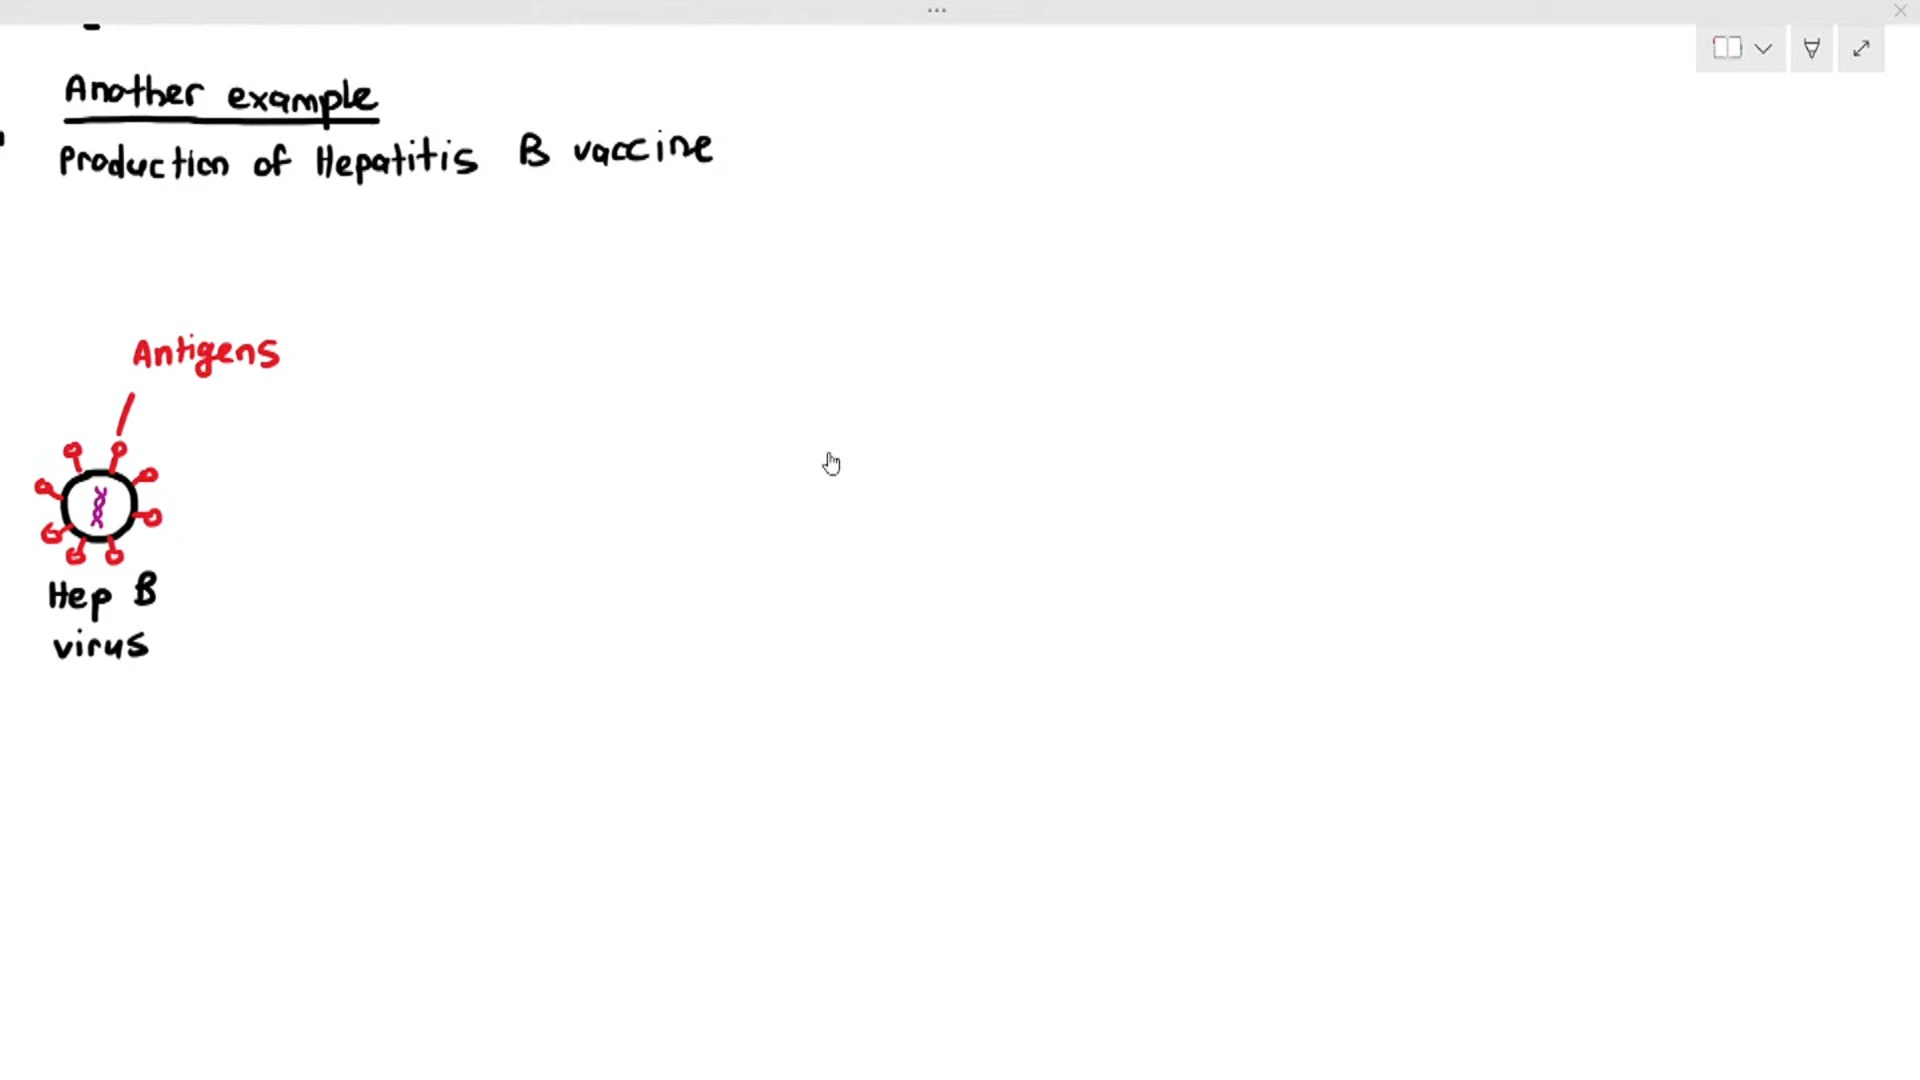 Another example
Production of Hepatitis B vaccine
Antigens
Hep B
virus